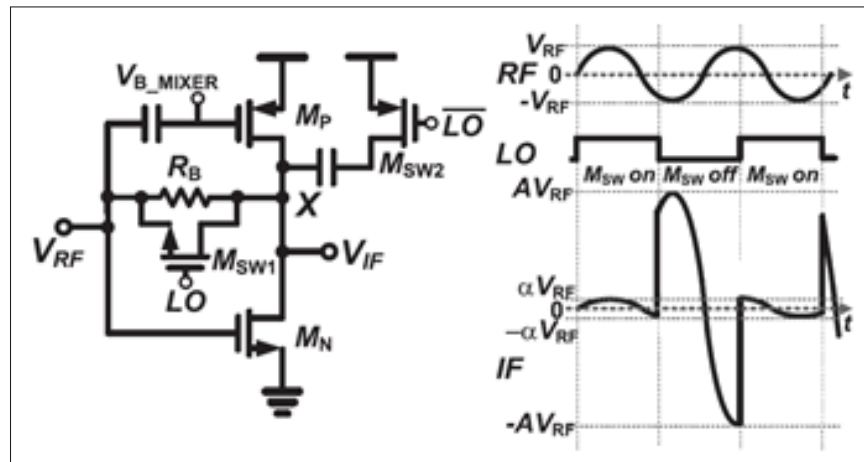 V_B_MIXER
M_P
L̅O̅
M_SW2
R_B
X
V_RF
V_IF
M_SW1
LO
M_N
V_RF
RF 0
t
-V_RF
LO
M_SW on M_SW off M_SW on
AV_RF
αV_RF
0
t
-αV_RF
IF
-AV_RF